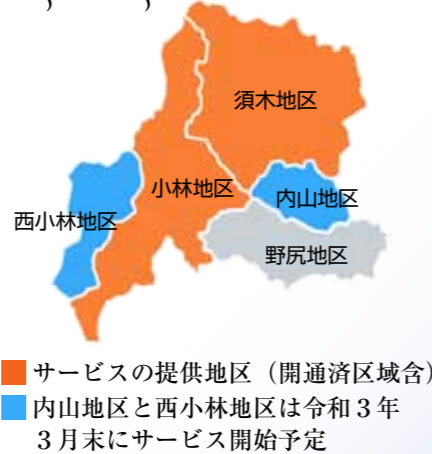 須木地区
小林地区
内山地区
西小林地区
野尻地区
サービスの提供地区（開通済区域含）
内山地区と西小林地区は令和３年
３月末にサービス開始予定